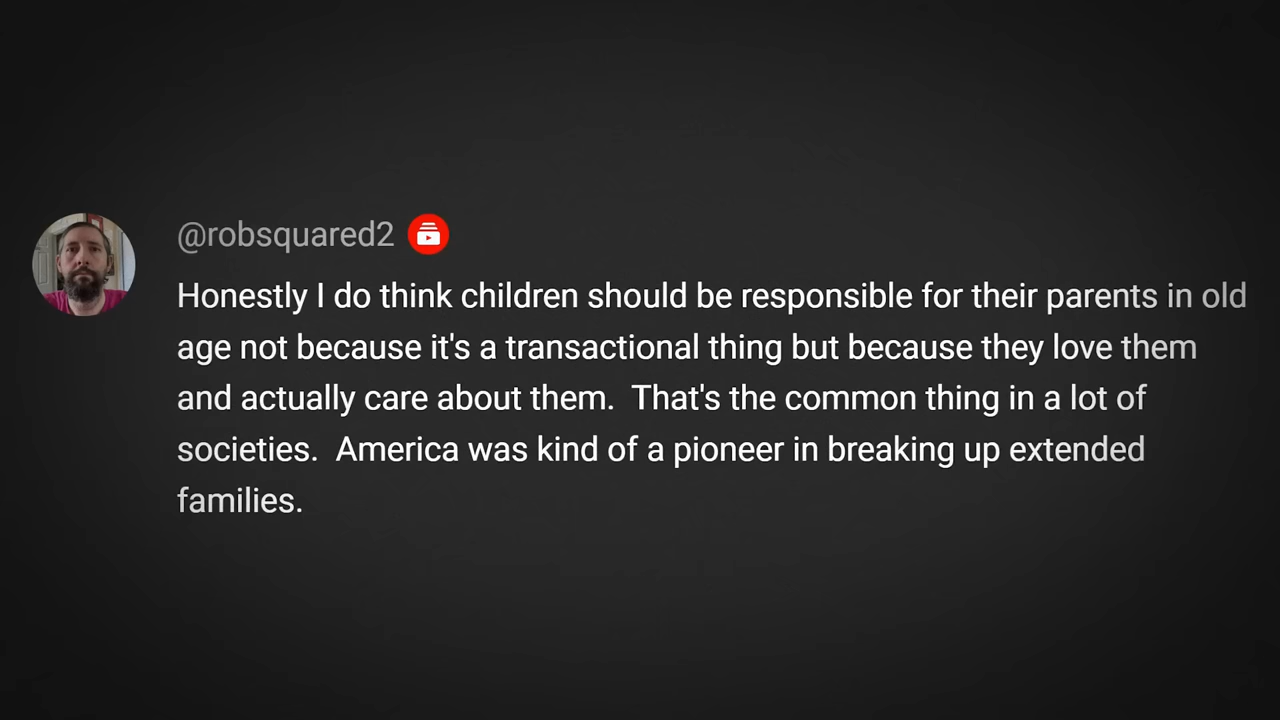 @robsquared2
Honestly I do think children should be responsible for their parents in old
age not because it's a transactional thing but because they love them
and actually care about them.  That's the common thing in a lot of
societies.  America was kind of a pioneer in breaking up extended
families.